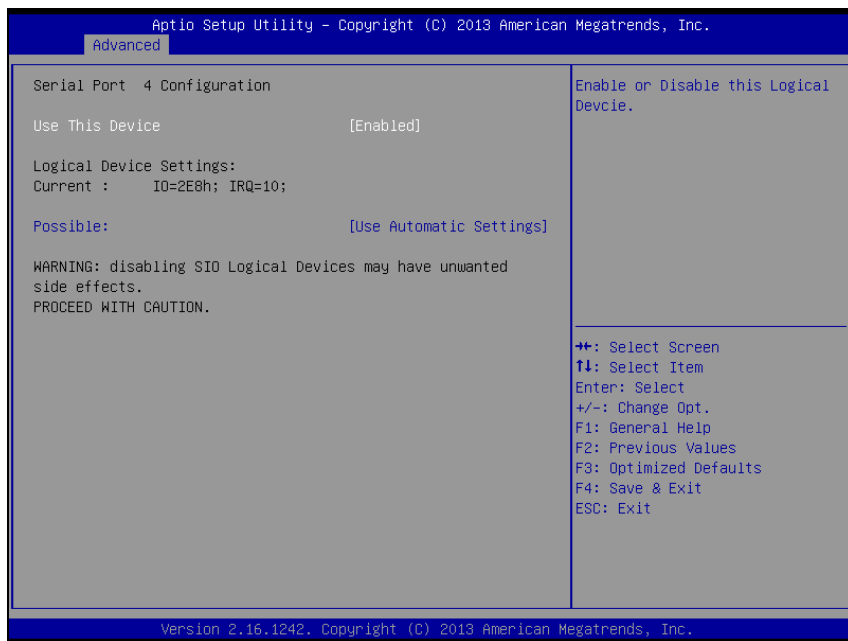 Aptio Setup Utility – Copyright (C) 2013 American Megatrends, Inc.
Advanced
Serial Port  4 Configuration
Use This Device [Enabled]
Logical Device Settings:
Current :     IO=2E8h; IRQ=10;
Possible: [Use Automatic Settings]
WARNING: disabling SIO Logical Devices may have unwanted
side effects.
PROCEED WITH CAUTION.
Enable or Disable this Logical
Devcie.
→←: Select Screen
↑↓: Select Item
Enter: Select
+/-: Change Opt.
F1: General Help
F2: Previous Values
F3: Optimized Defaults
F4: Save & Exit
ESC: Exit
Version 2.16.1242. Copyright (C) 2013 American Megatrends, Inc.